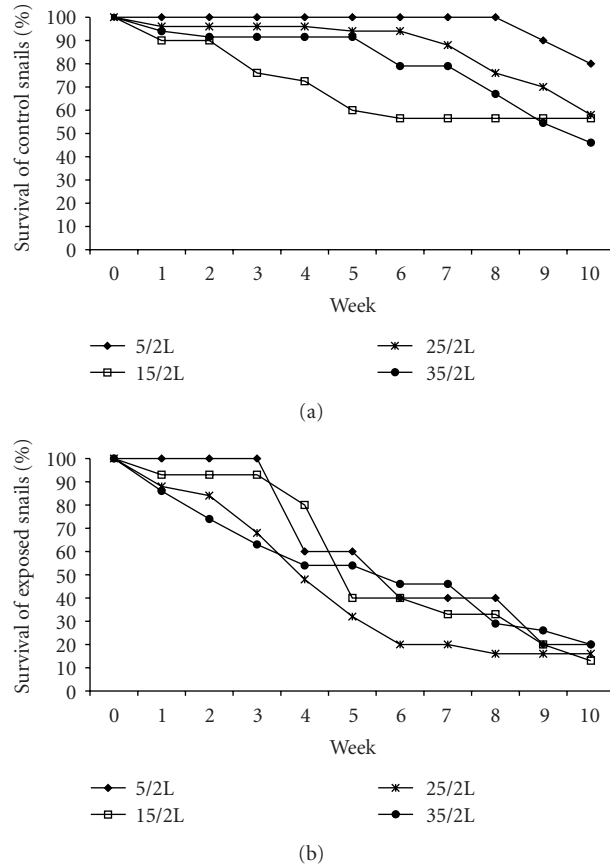 Survival of control snails (%)
100
90
80
70
60
50
40
30
20
10
0
0 1 2 3 4 5 6 7 8 9 10
Week
5/2L 25/2L
15/2L 35/2L
(a)
Survival of exposed snails (%)
100
90
80
70
60
50
40
30
20
10
0
0 1 2 3 4 5 6 7 8 9 10
Week
5/2L 25/2L
15/2L 35/2L
(b)